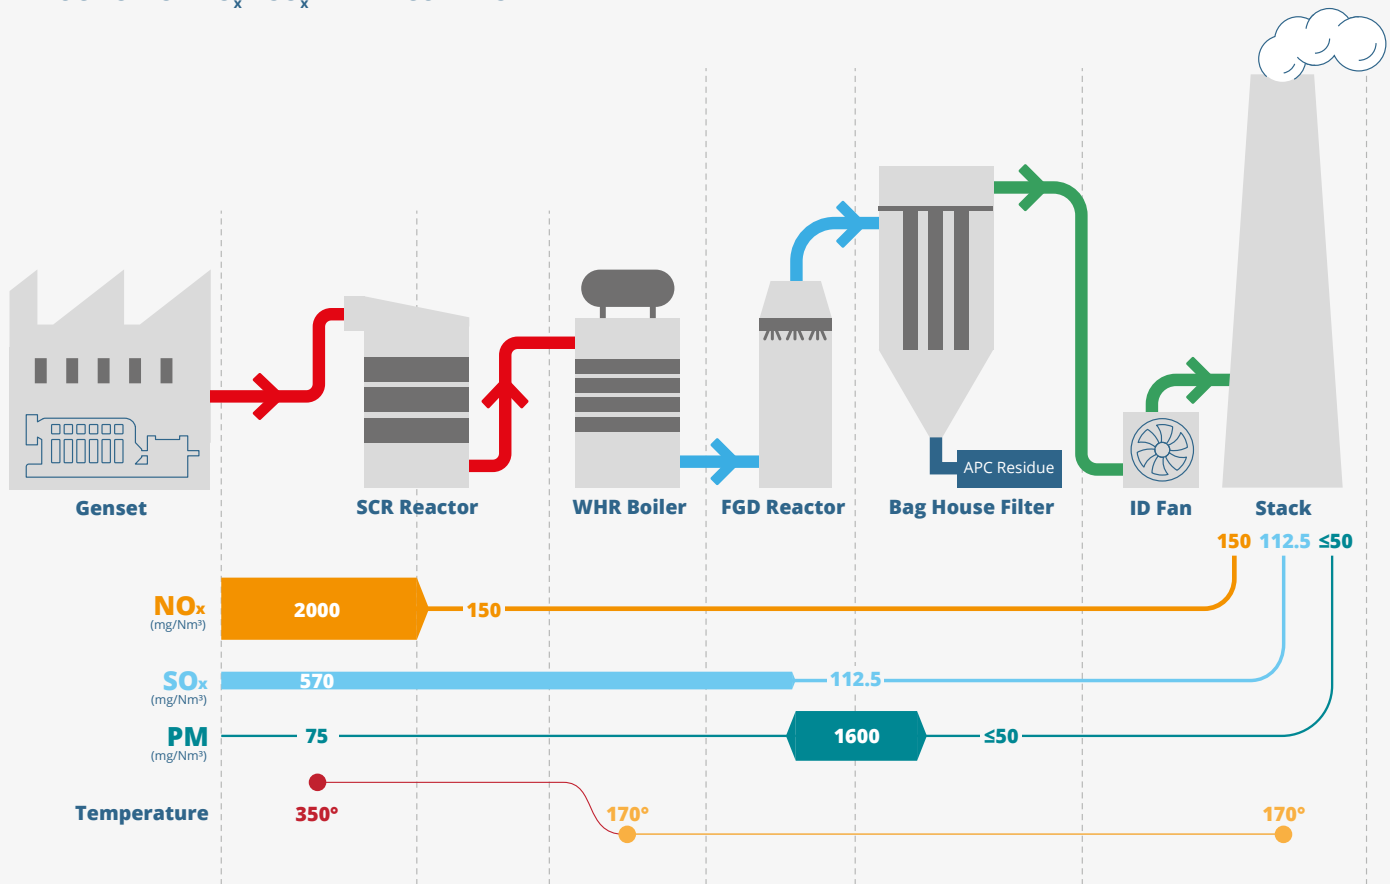 APC Residue
Genset
SCR Reactor
WHR Boiler
FGD Reactor
Bag House Filter
ID Fan
Stack
150 112.5 ≤50
NOx
(mg/Nm³)
2000
150
SOx
(mg/Nm³)
570
112.5
PM
(mg/Nm³)
75
1600
≤50
Temperature
350°
170°
170°